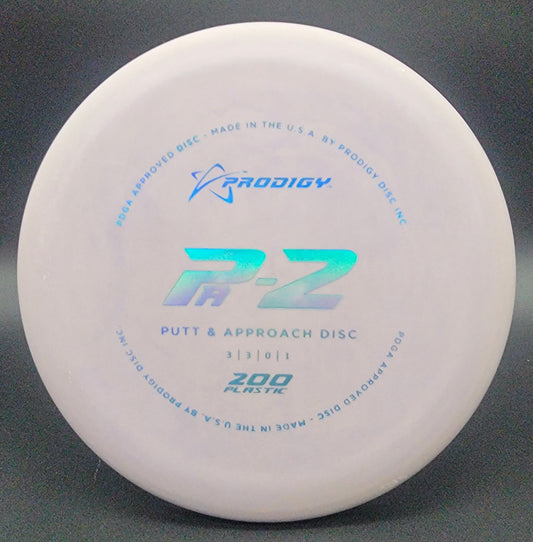 PDGA APPROVED DISC - MADE IN THE U.S.A. BY PRODIGY DISC INC
PRODIGY™
PA-2
PUTT & APPROACH DISC
3 | 3 | 0 | 1
200
PLASTIC
PDGA APPROVED DISC - MADE IN THE U.S.A. BY PRODIGY DISC INC.